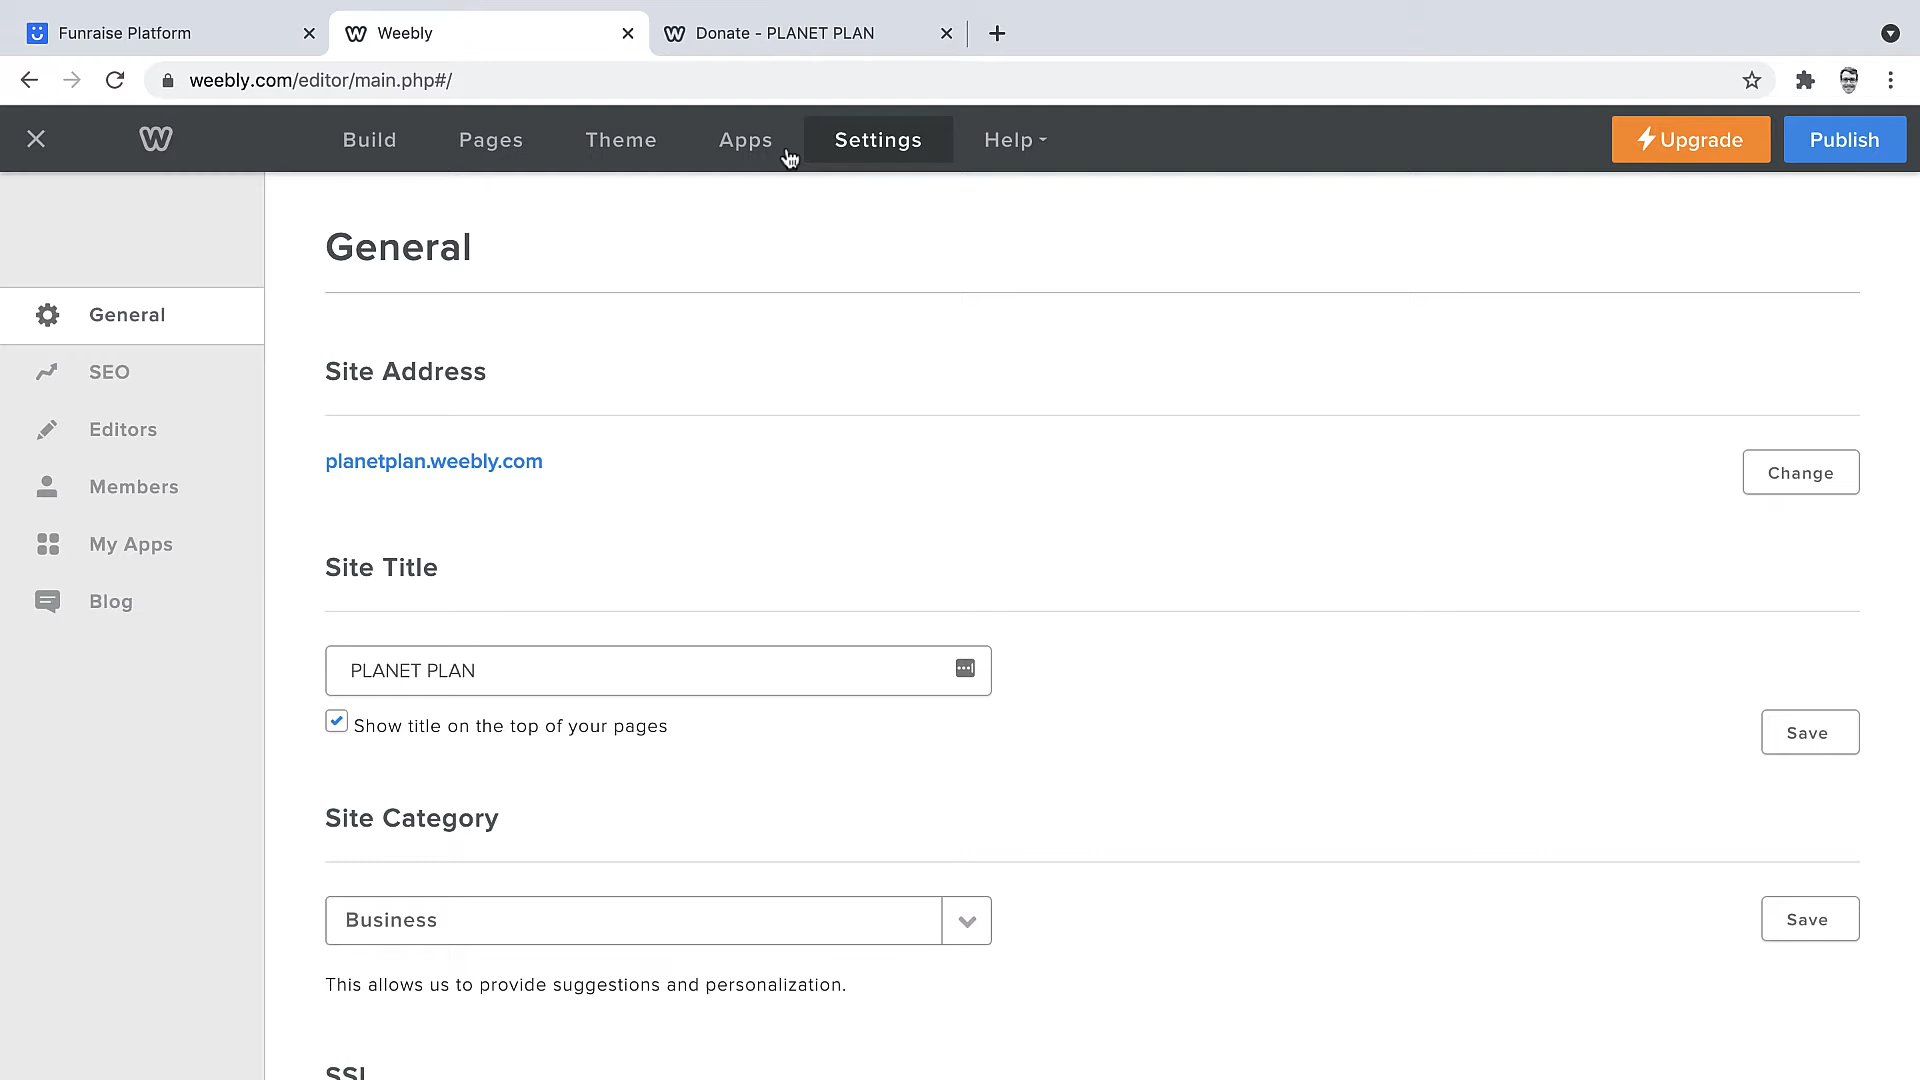 Funraise Platform
Weebly
Donate - PLANET PLAN
weebly.com/editor/main.php#/
Build
Pages
Theme
Apps
Settings
Help
Upgrade
Publish
General
SEO
Editors
Members
My Apps
Blog
General
Site Address
planetplan.weebly.com
Change
Site Title
PLANET PLAN
Show title on the top of your pages
Save
Site Category
Business
Save
This allows us to provide suggestions and personalization.
SSL